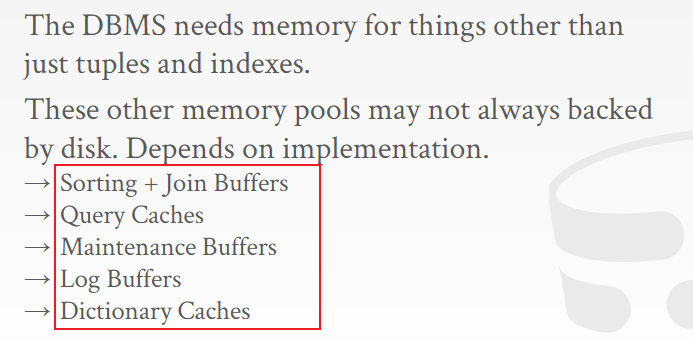 The DBMS needs memory for things other than
just tuples and indexes.
These other memory pools may not always backed
by disk. Depends on implementation.
→ Sorting + Join Buffers
→ Query Caches
→ Maintenance Buffers
→ Log Buffers
→ Dictionary Caches